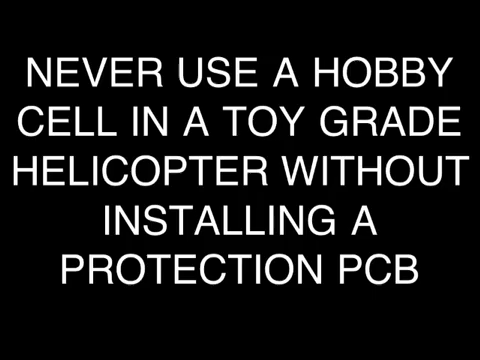 NEVER USE A HOBBY
CELL IN A TOY GRADE
HELICOPTER WITHOUT
INSTALLING A
PROTECTION PCB